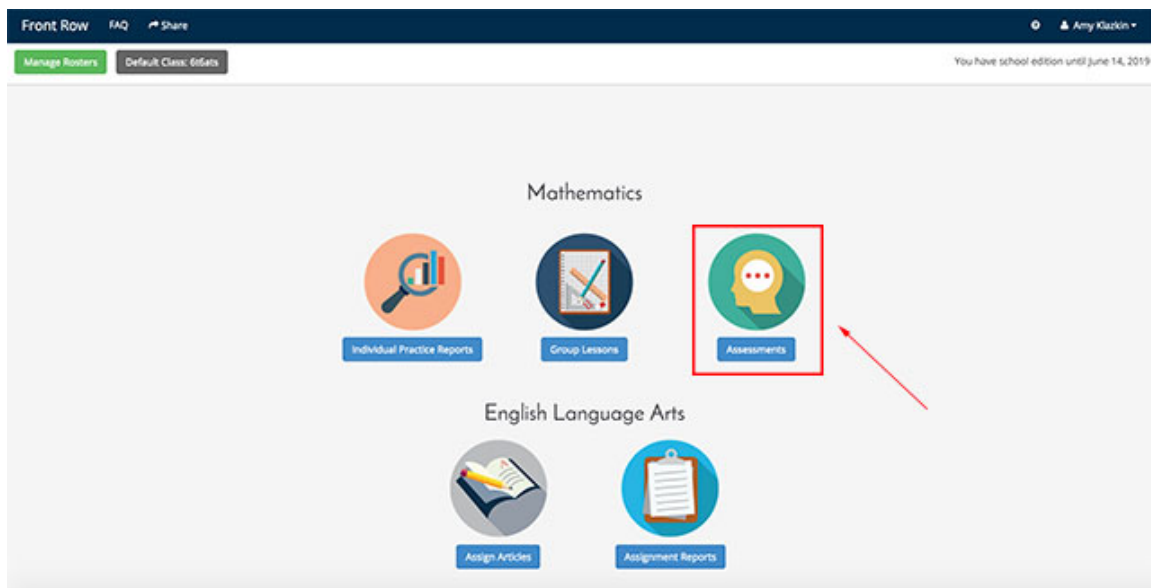 Front Row FAQ Share Amy Klazkin
Manage Rosters Default Class: 6t6ats You have school edition until June 14, 2019
Mathematics
Individual Practice Reports Group Lessons Assessments
English Language Arts
Assign Articles Assignment Reports